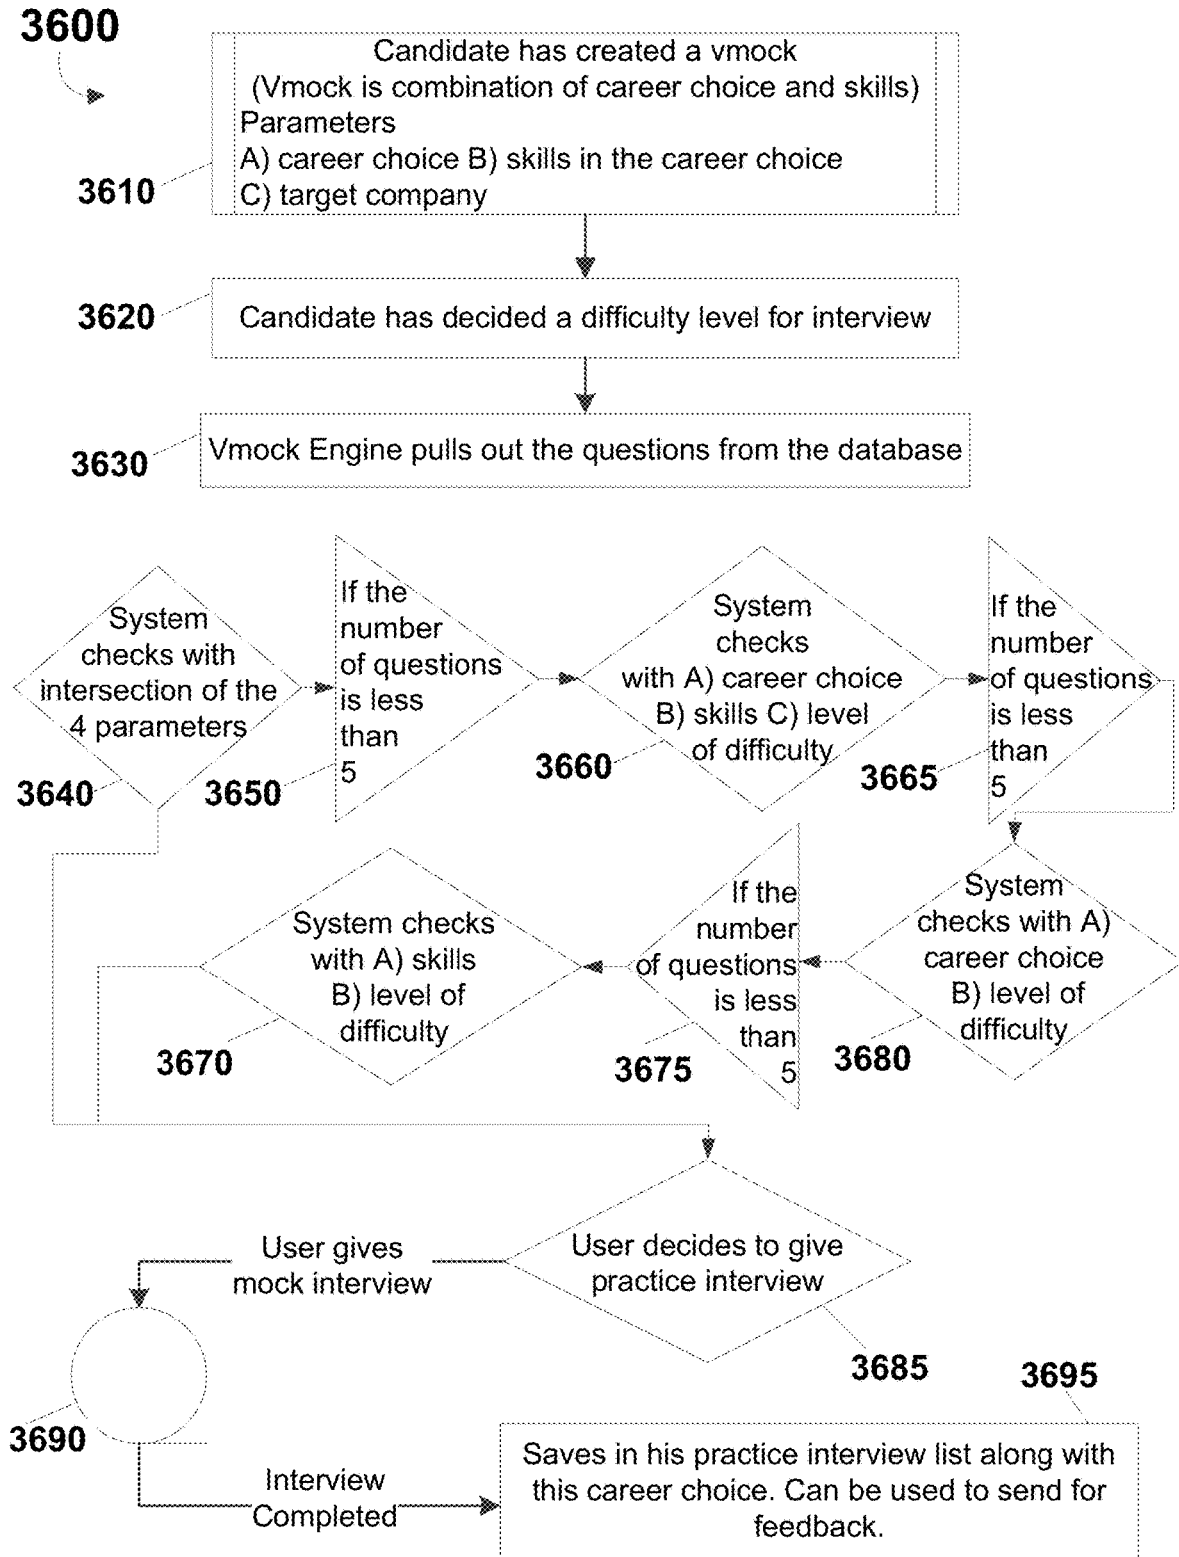 3600
Candidate has created a vmock
(Vmock is combination of career choice and skills)
Parameters
A) career choice B) skills in the career choice
C) target company
3610
3620
Candidate has decided a difficulty level for interview
3630
Vmock Engine pulls out the questions from the database
System
checks with
intersection of the
4 parameters
3640
If the
number
of questions
is less
than
5
3650
System
checks
with A) career choice
B) skills C) level
of difficulty
3660
If the
number
of questions
is less
than
5
3665
System
checks with A)
career choice
B) level of
difficulty
3680
If the
number
of questions
is less
than
5
3675
System checks
with A) skills
B) level of
difficulty
3670
User decides to give
practice interview
3685
User gives
mock interview
3690
Interview
Completed
3695
Saves in his practice interview list along with
this career choice. Can be used to send for
feedback.